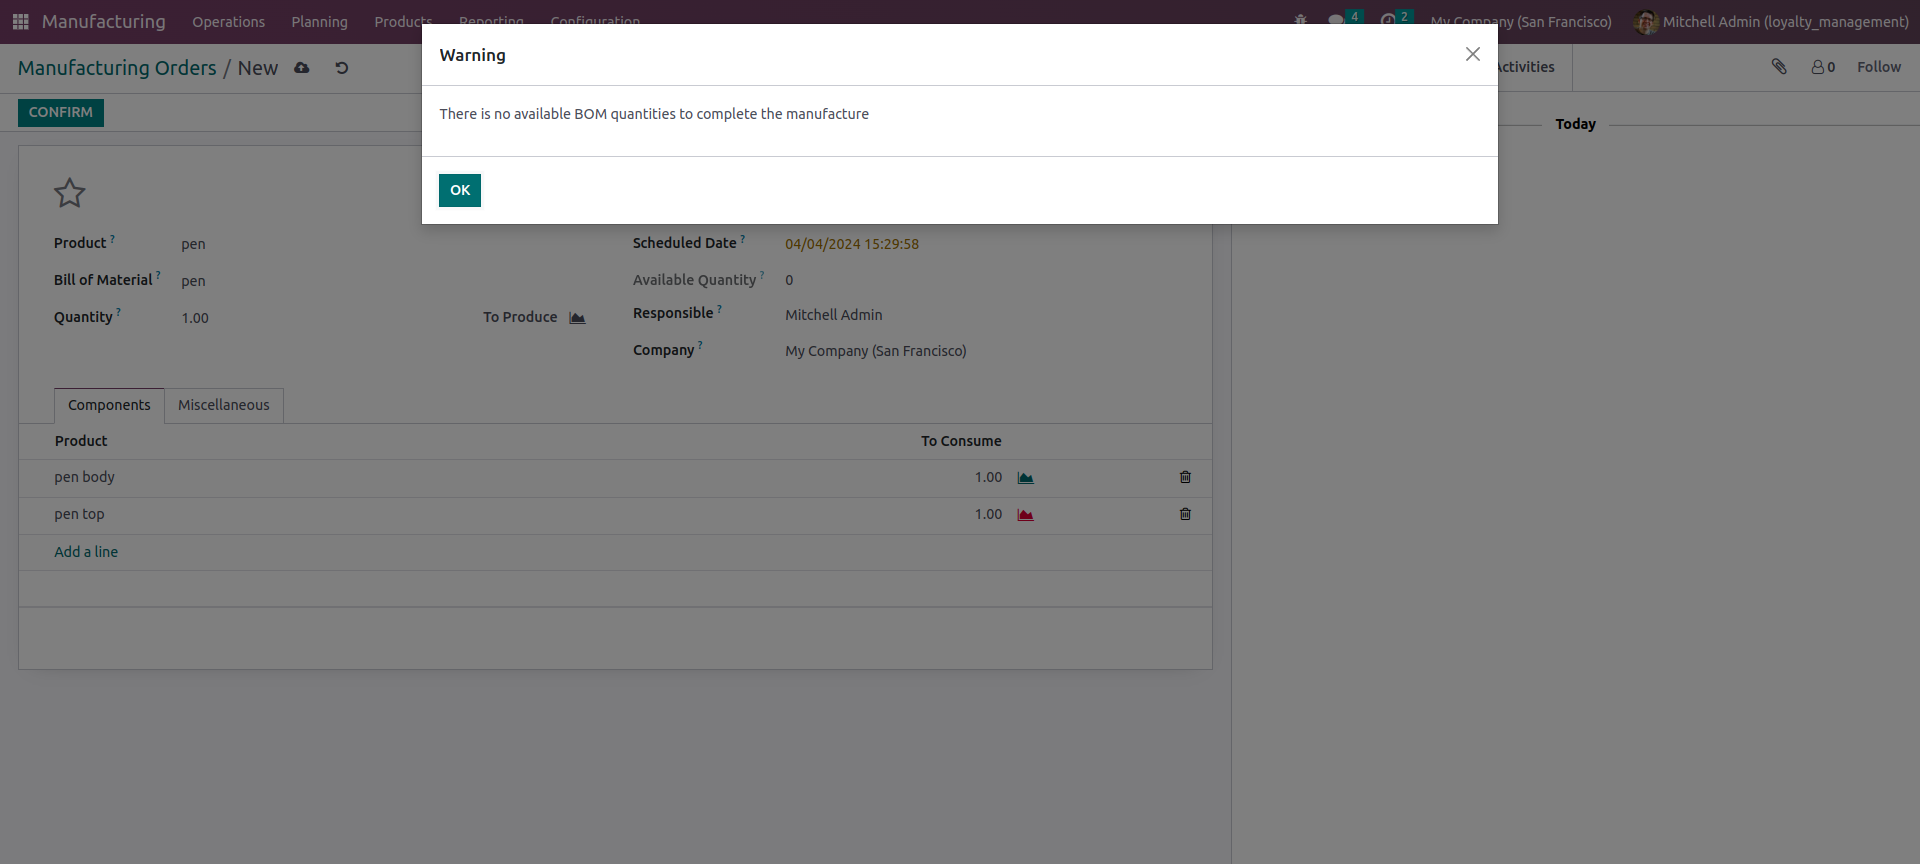 Manufacturing Operations Planning Products Reporting Configuration 4 2 My Company (San Francisco) Mitchell Admin (loyalty_management)
Warning
Manufacturing Orders / New
Activities 0 Follow
CONFIRM
There is no available BOM quantities to complete the manufacture
Today
OK
Product ? pen
Scheduled Date ? 04/04/2024 15:29:58
Bill of Material ? pen
Available Quantity ? 0
Quantity ? 1.00 To Produce
Responsible ? Mitchell Admin
Company ? My Company (San Francisco)
Components Miscellaneous
Product To Consume
pen body 1.00
pen top 1.00
Add a line